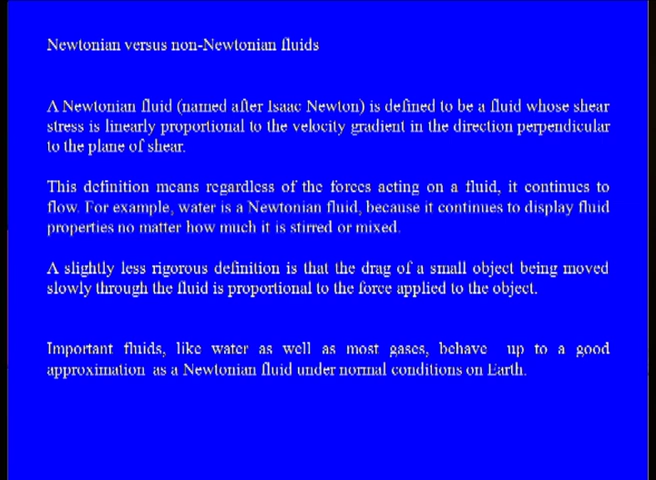 Newtonian versus non-Newtonian fluids
A Newtonian fluid (named after Isaac Newton) is defined to be a fluid whose shear
stress is linearly proportional to the velocity gradient in the direction perpendicular
to the plane of shear.
This definition means regardless of the forces acting on a fluid, it continues to
flow. For example, water is a Newtonian fluid, because it continues to display fluid
properties no matter how much it is stirred or mixed.
A slightly less rigorous definition is that the drag of a small object being moved
slowly through the fluid is proportional to the force applied to the object.
Important fluids, like water as well as most gases, behave up to a good
approximation as a Newtonian fluid under normal conditions on Earth.